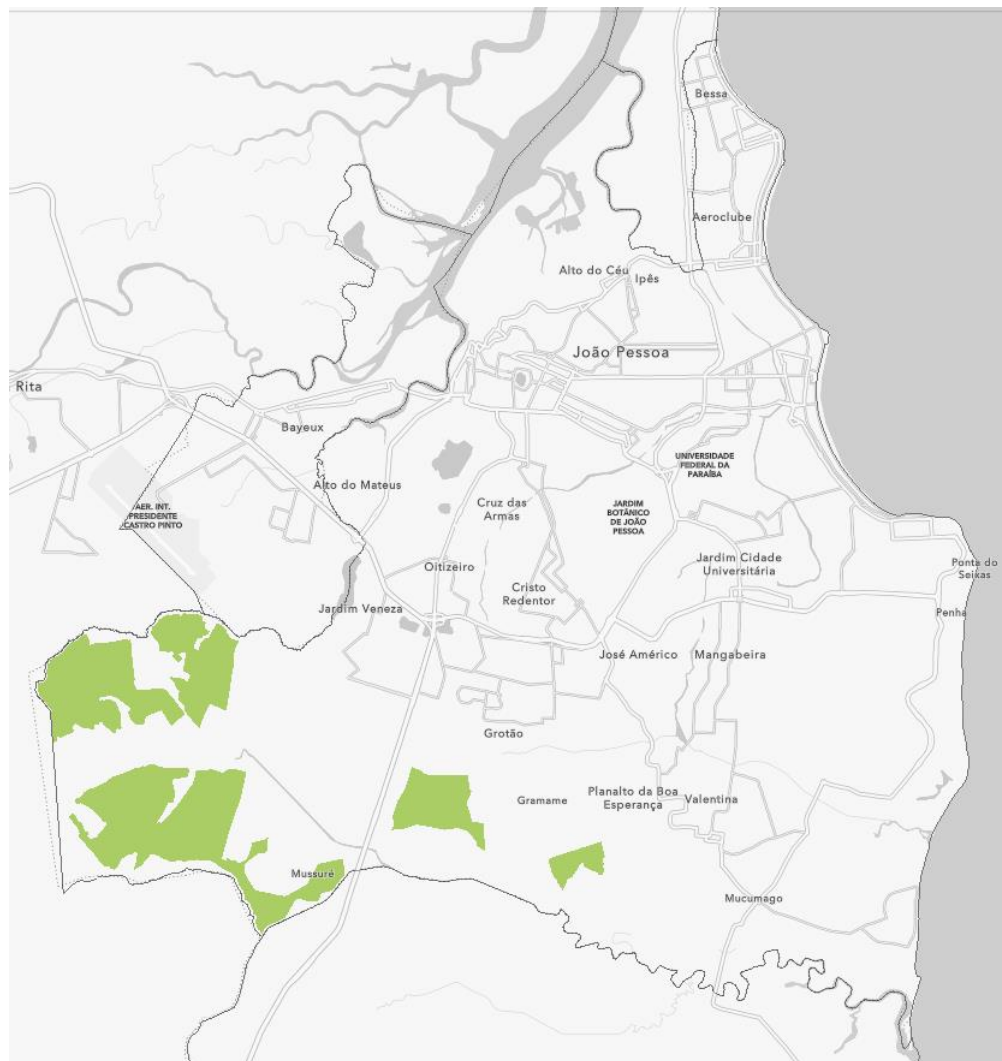 Bessa
Aeroclube
Alto do Céu
Ipês
João Pessoa
Rita
Bayeux
UNIVERSIDADE
FEDERAL DA
PARAÍBA
Alto do Mateus
AER. INT.
PRESIDENTE
CASTRO PINTO
Cruz das
Armas
JARDIM
BOTÂNICO
DE JOÃO
PESSOA
Oitizeiro
Jardim Cidade
Universitária
Ponta do
Seixas
Cristo
Redentor
Jardim Veneza
Penha
José Américo
Mangabeira
Grotão
Gramame
Planalto da Boa
Esperança
Valentina
Mussuré
Mucumago